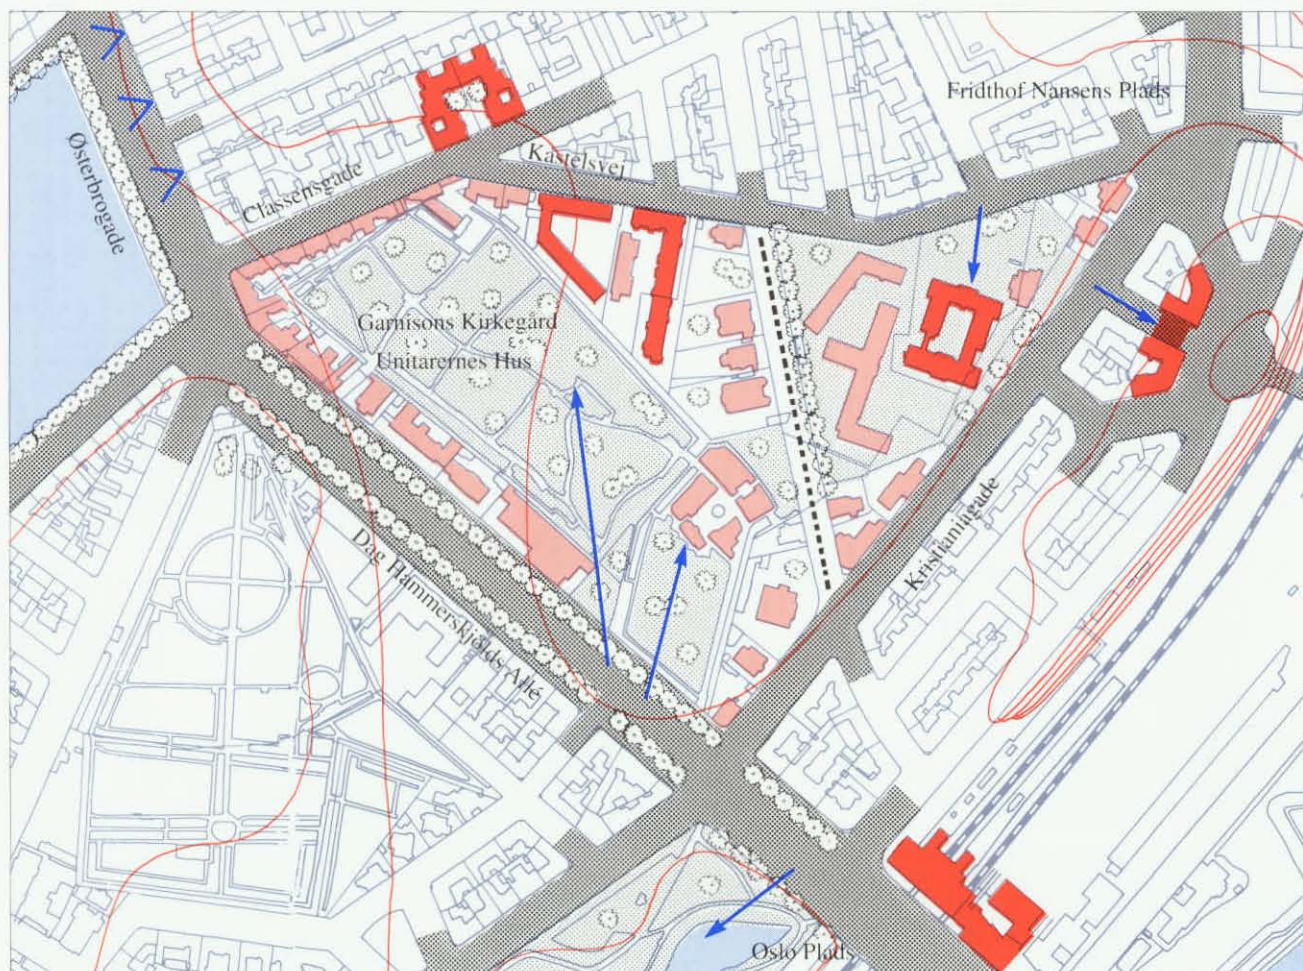 Fridthof Nansens Plads
Østerbrogade
Classensgade
Kastelsvej
Garnisons Kirkegård
Unitarernes Hus
Kristianiagade
Dag Hammerskjölds Allé
Oslo Plads